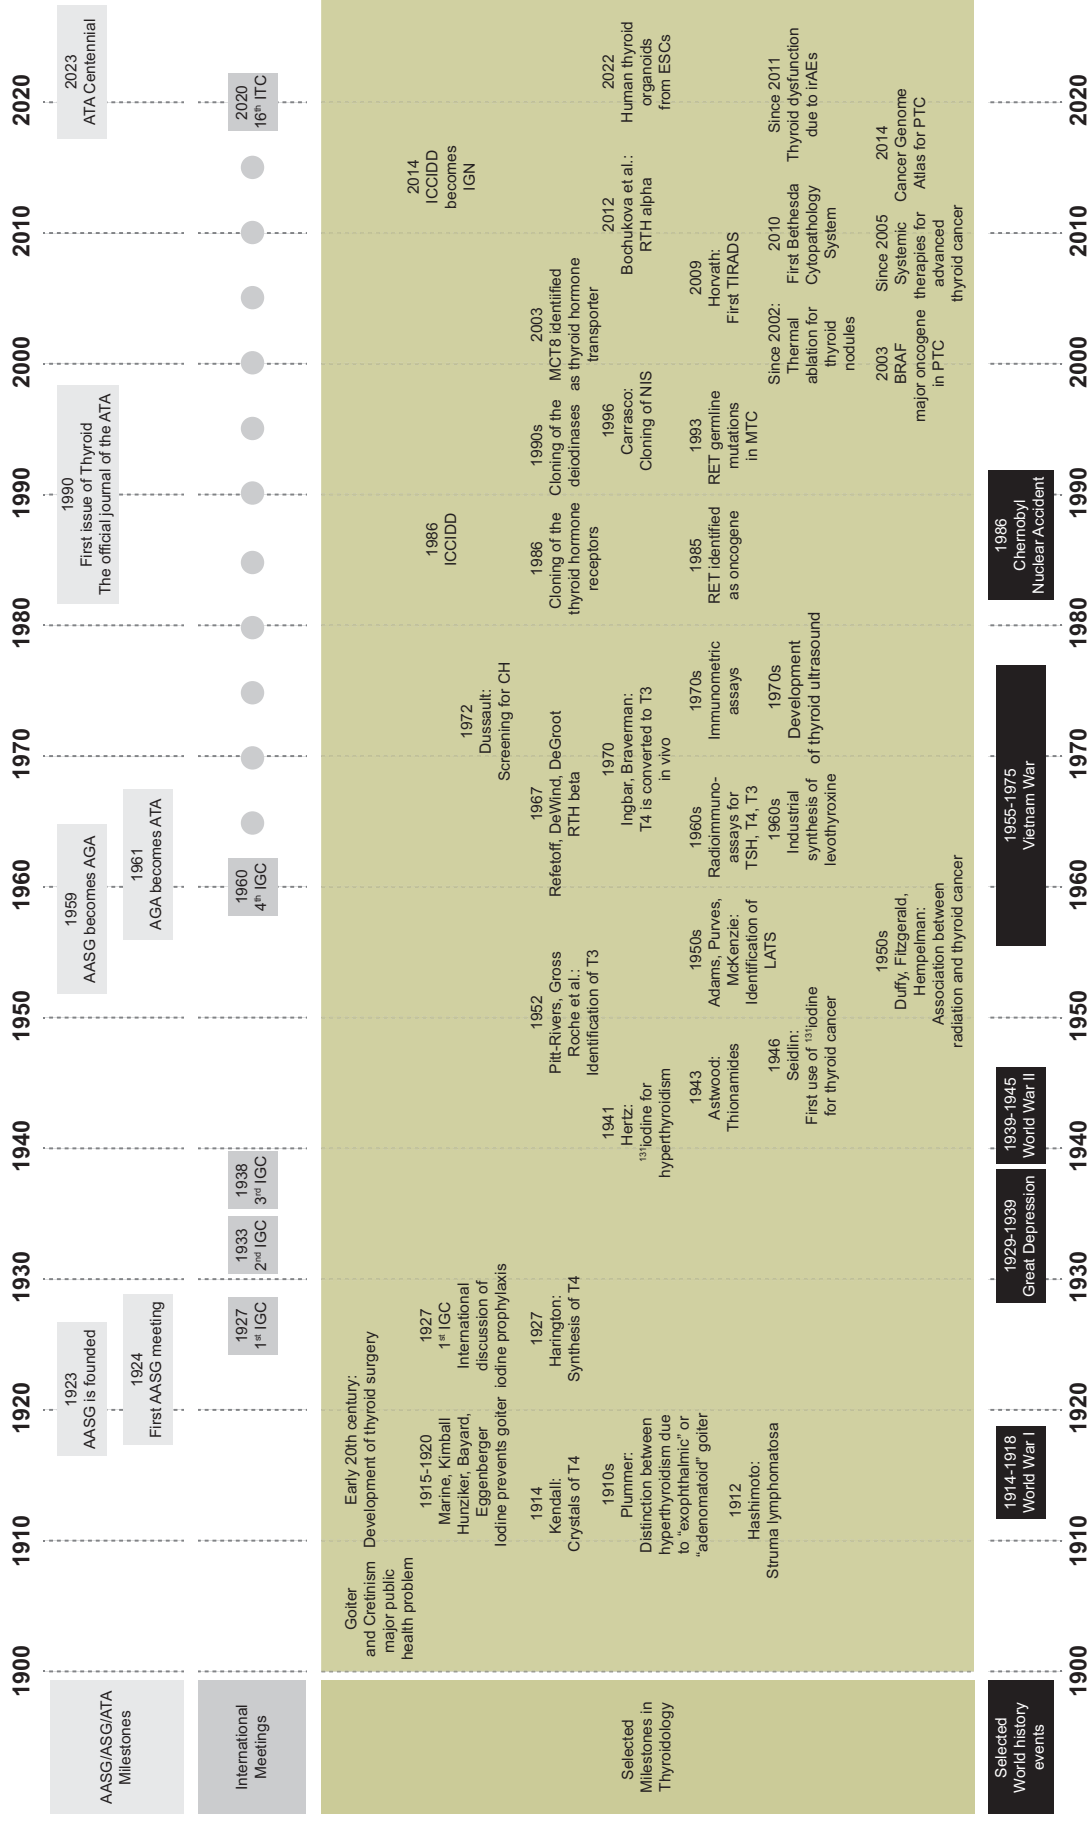 1900
1910
1920
1930
1940
1950
1960
1970
1980
1990
2000
2010
2020
AASG/ASG/ATA
Milestones
1923
AASG is founded
1924
First AASG meeting
1959
AASG becomes AGA
1961
AGA becomes ATA
1990
First issue of Thyroid
The official journal of the ATA
2023
ATA Centennial
International
Meetings
1927
1st IGC
1933
2nd IGC
1938
3rd IGC
1960
4th IGC
2020
16th ITC
Selected
Milestones in
Thyroidology
Goiter
and Cretinism
major public
health problem
Early 20th century:
Development of thyroid surgery
1915-1920
Marine, Kimball
Hunziker, Bayard,
Eggenberger
Iodine prevents goiter
1927
1st IGC
International
discussion of
iodine prophylaxis
1972
Dussault:
Screening for CH
1986
ICCIDD
2014
ICCIDD
becomes
IGN
1914
Kendall:
Crystals of T4
1927
Harington:
Synthesis of T4
1952
Pitt-Rivers, Gross
Roche et al.:
Identification of T3
1967
Refetoff, DeWind, DeGroot
RTH beta
1986
Cloning of the
thyroid hormone
receptors
1990s
Cloning of the
deiodinases
2003
MCT8 identified
as thyroid hormone
transporter
1910s
Plummer:
Distinction between
hyperthyroidism due
to “exophthalmic” or
“adenomatoid” goiter
1941
Hertz:
131iodine for
hyperthyroidism
1970
Ingbar, Braverman:
T4 is converted to T3
in vivo
1996
Carrasco:
Cloning of NIS
2012
Bochukova et al.:
RTH alpha
2022
Human thyroid
organoids
from ESCs
1912
Hashimoto:
Struma lymphomatosa
1943
Astwood:
Thionamides
1950s
Adams, Purves,
McKenzie:
Identification of
LATS
1960s
Radioimmuno-
assays for
TSH, T4, T3
1970s
Immunometric
assays
1985
RET identified
as oncogene
1993
RET germline
mutations
in MTC
2009
Horvath:
First TIRADS
1946
Seidlin:
First use of 131iodine
for thyroid cancer
1960s
Industrial
synthesis of
levothyroxine
1970s
Development
of thyroid ultrasound
Since 2002:
Thermal
ablation for
thyroid
nodules
2010
First Bethesda
Cytopathology
System
Since 2011
Thyroid dysfunction
due to irAEs
1950s
Duffy, Fitzgerald,
Hempelman:
Association between
radiation and thyroid cancer
2003
BRAF
major oncogene
in PTC
Since 2005
Systemic
therapies for
advanced
thyroid cancer
2014
Cancer Genome
Atlas for PTC
Selected
World history
events
1914-1918
World War I
1929-1939
Great Depression
1939-1945
World War II
1955-1975
Vietnam War
1986
Chernobyl
Nuclear Accident
1900
1910
1920
1930
1940
1950
1960
1970
1980
1990
2000
2010
2020